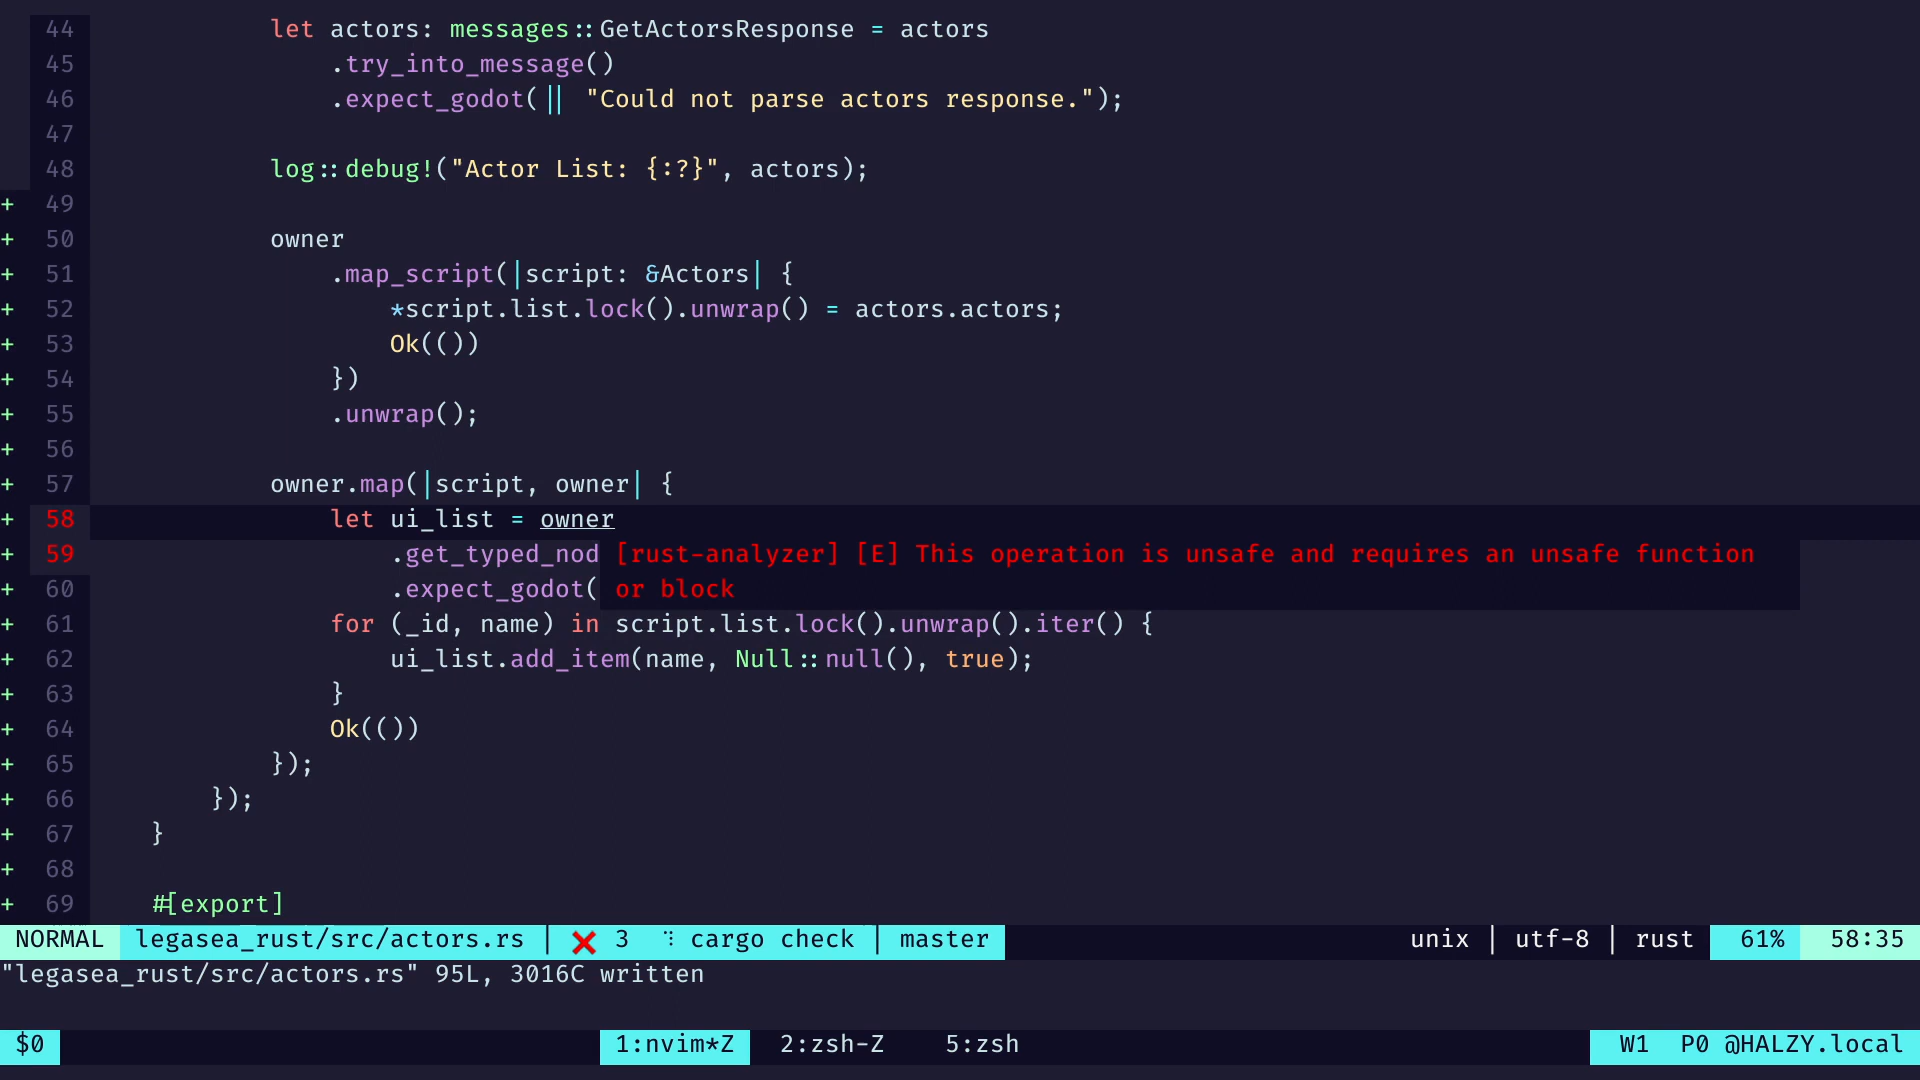 44 let actors: messages::GetActorsResponse = actors
45 .try_into_message()
46 .expect_godot(|| "Could not parse actors response.");
47
48 log::debug!("Actor List: {:?}", actors);
+ 49
+ 50 owner
+ 51 .map_script(|script: &Actors| {
+ 52 *script.list.lock().unwrap() = actors.actors;
+ 53 Ok(())
+ 54 })
+ 55 .unwrap();
+ 56
+ 57 owner.map(|script, owner| {
+ 58 let ui_list = owner
+ 59 .get_typed_nod [rust-analyzer] [E] This operation is unsafe and requires an unsafe function
+ 60 .expect_godot( or block
+ 61 for (_id, name) in script.list.lock().unwrap().iter() {
+ 62 ui_list.add_item(name, Null::null(), true);
+ 63 }
+ 64 Ok(())
+ 65 });
+ 66 });
+ 67 }
+ 68
+ 69 #[export]
NORMAL legasea_rust/src/actors.rs | ❌ 3 ⠙ cargo check | master unix | utf-8 | rust 61% 58:35
"legasea_rust/src/actors.rs" 95L, 3016C written
$0 1:nvim*Z 2:zsh-Z 5:zsh W1 P0 @HALZY.local